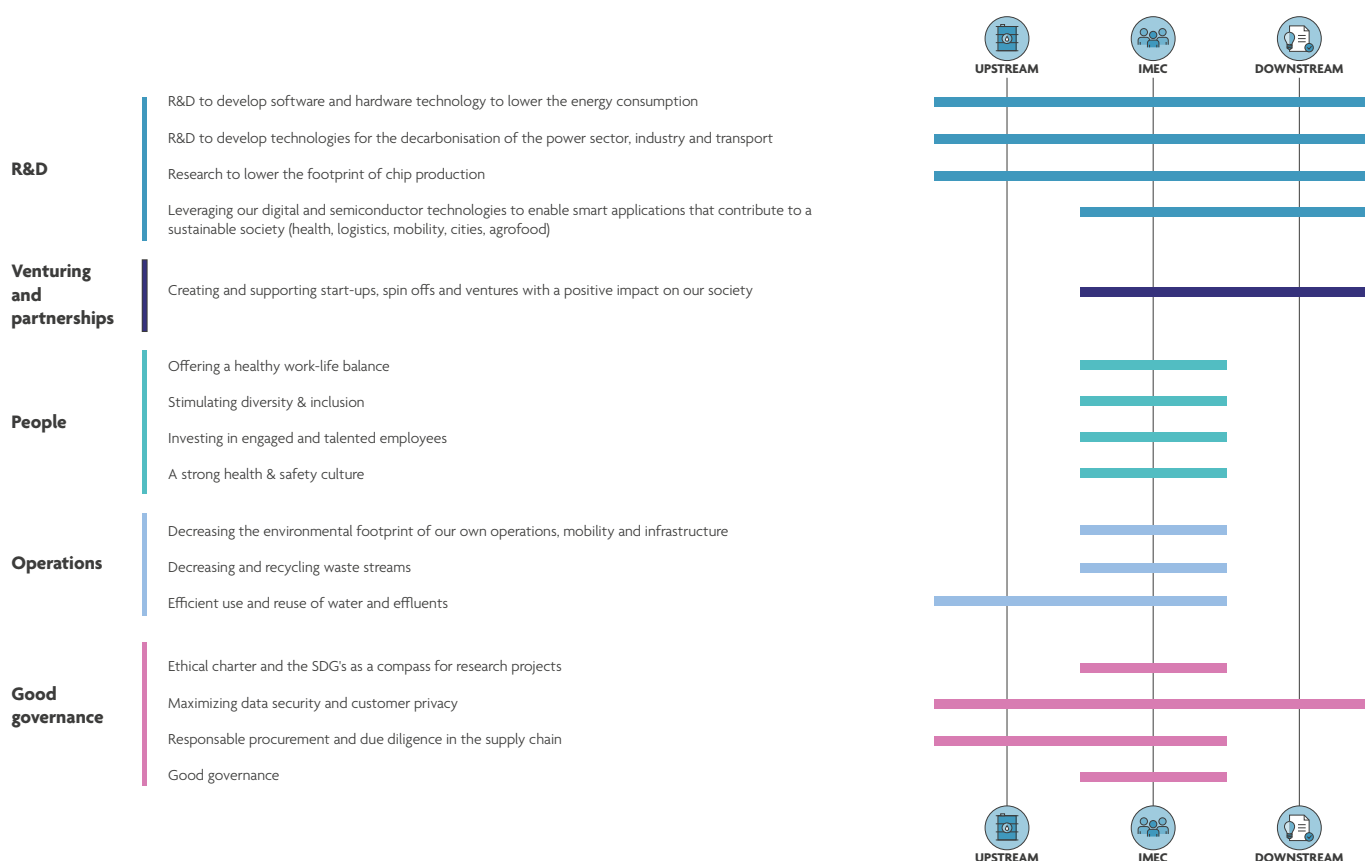 UPSTREAM
IMEC
DOWNSTREAM
R&D
R&D to develop software and hardware technology to lower the energy consumption
R&D to develop technologies for the decarbonisation of the power sector, industry and transport
Research to lower the footprint of chip production
Leveraging our digital and semiconductor technologies to enable smart applications that contribute to a
sustainable society (health, logistics, mobility, cities, agrofood)
Venturing
and
partnerships
Creating and supporting start-ups, spin offs and ventures with a positive impact on our society
People
Offering a healthy work-life balance
Stimulating diversity & inclusion
Investing in engaged and talented employees
A strong health & safety culture
Operations
Decreasing the environmental footprint of our own operations, mobility and infrastructure
Decreasing and recycling waste streams
Efficient use and reuse of water and effluents
Good
governance
Ethical charter and the SDG's as a compass for research projects
Maximizing data security and customer privacy
Responsable procurement and due diligence in the supply chain
Good governance
UPSTREAM
IMEC
DOWNSTREAM